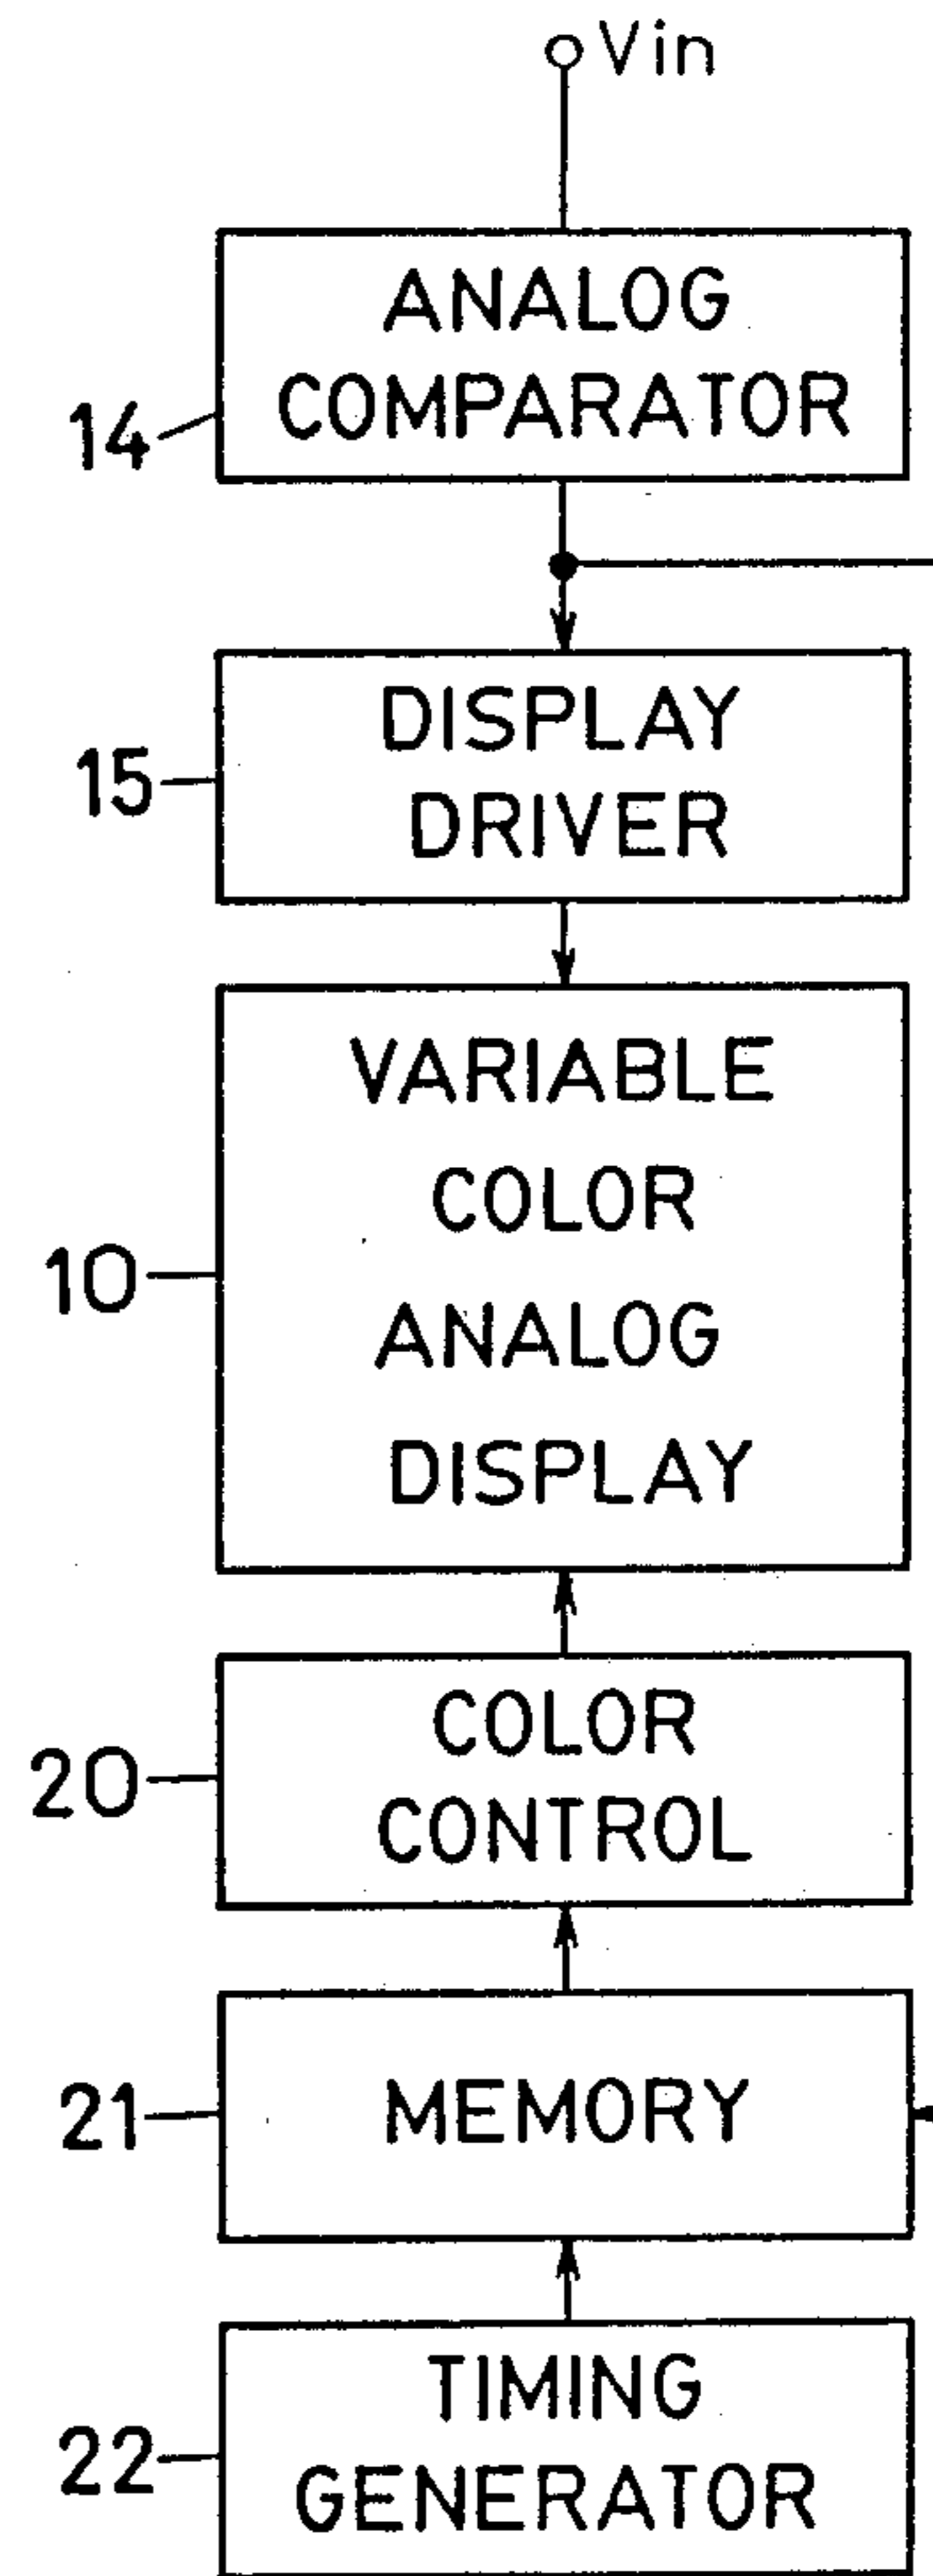 Vin
ANALOG
COMPARATOR
14
DISPLAY
DRIVER
15
VARIABLE
COLOR
ANALOG
DISPLAY
10
COLOR
CONTROL
20
MEMORY
21
TIMING
GENERATOR
22